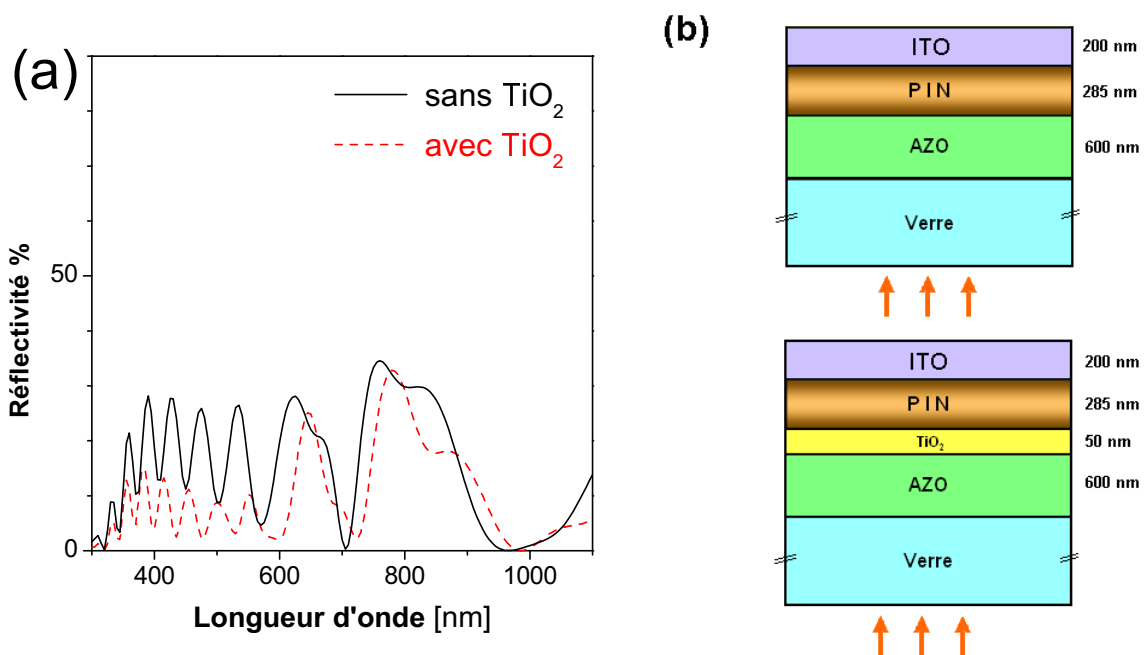 (a)
sans TiO2
avec TiO2
Réflectivité %
50
0
400
600
800
1000
Longueur d'onde [nm]
(b)
ITO
200 nm
PIN
285 nm
AZO
600 nm
Verre
ITO
200 nm
PIN
285 nm
TiO2
50 nm
AZO
600 nm
Verre